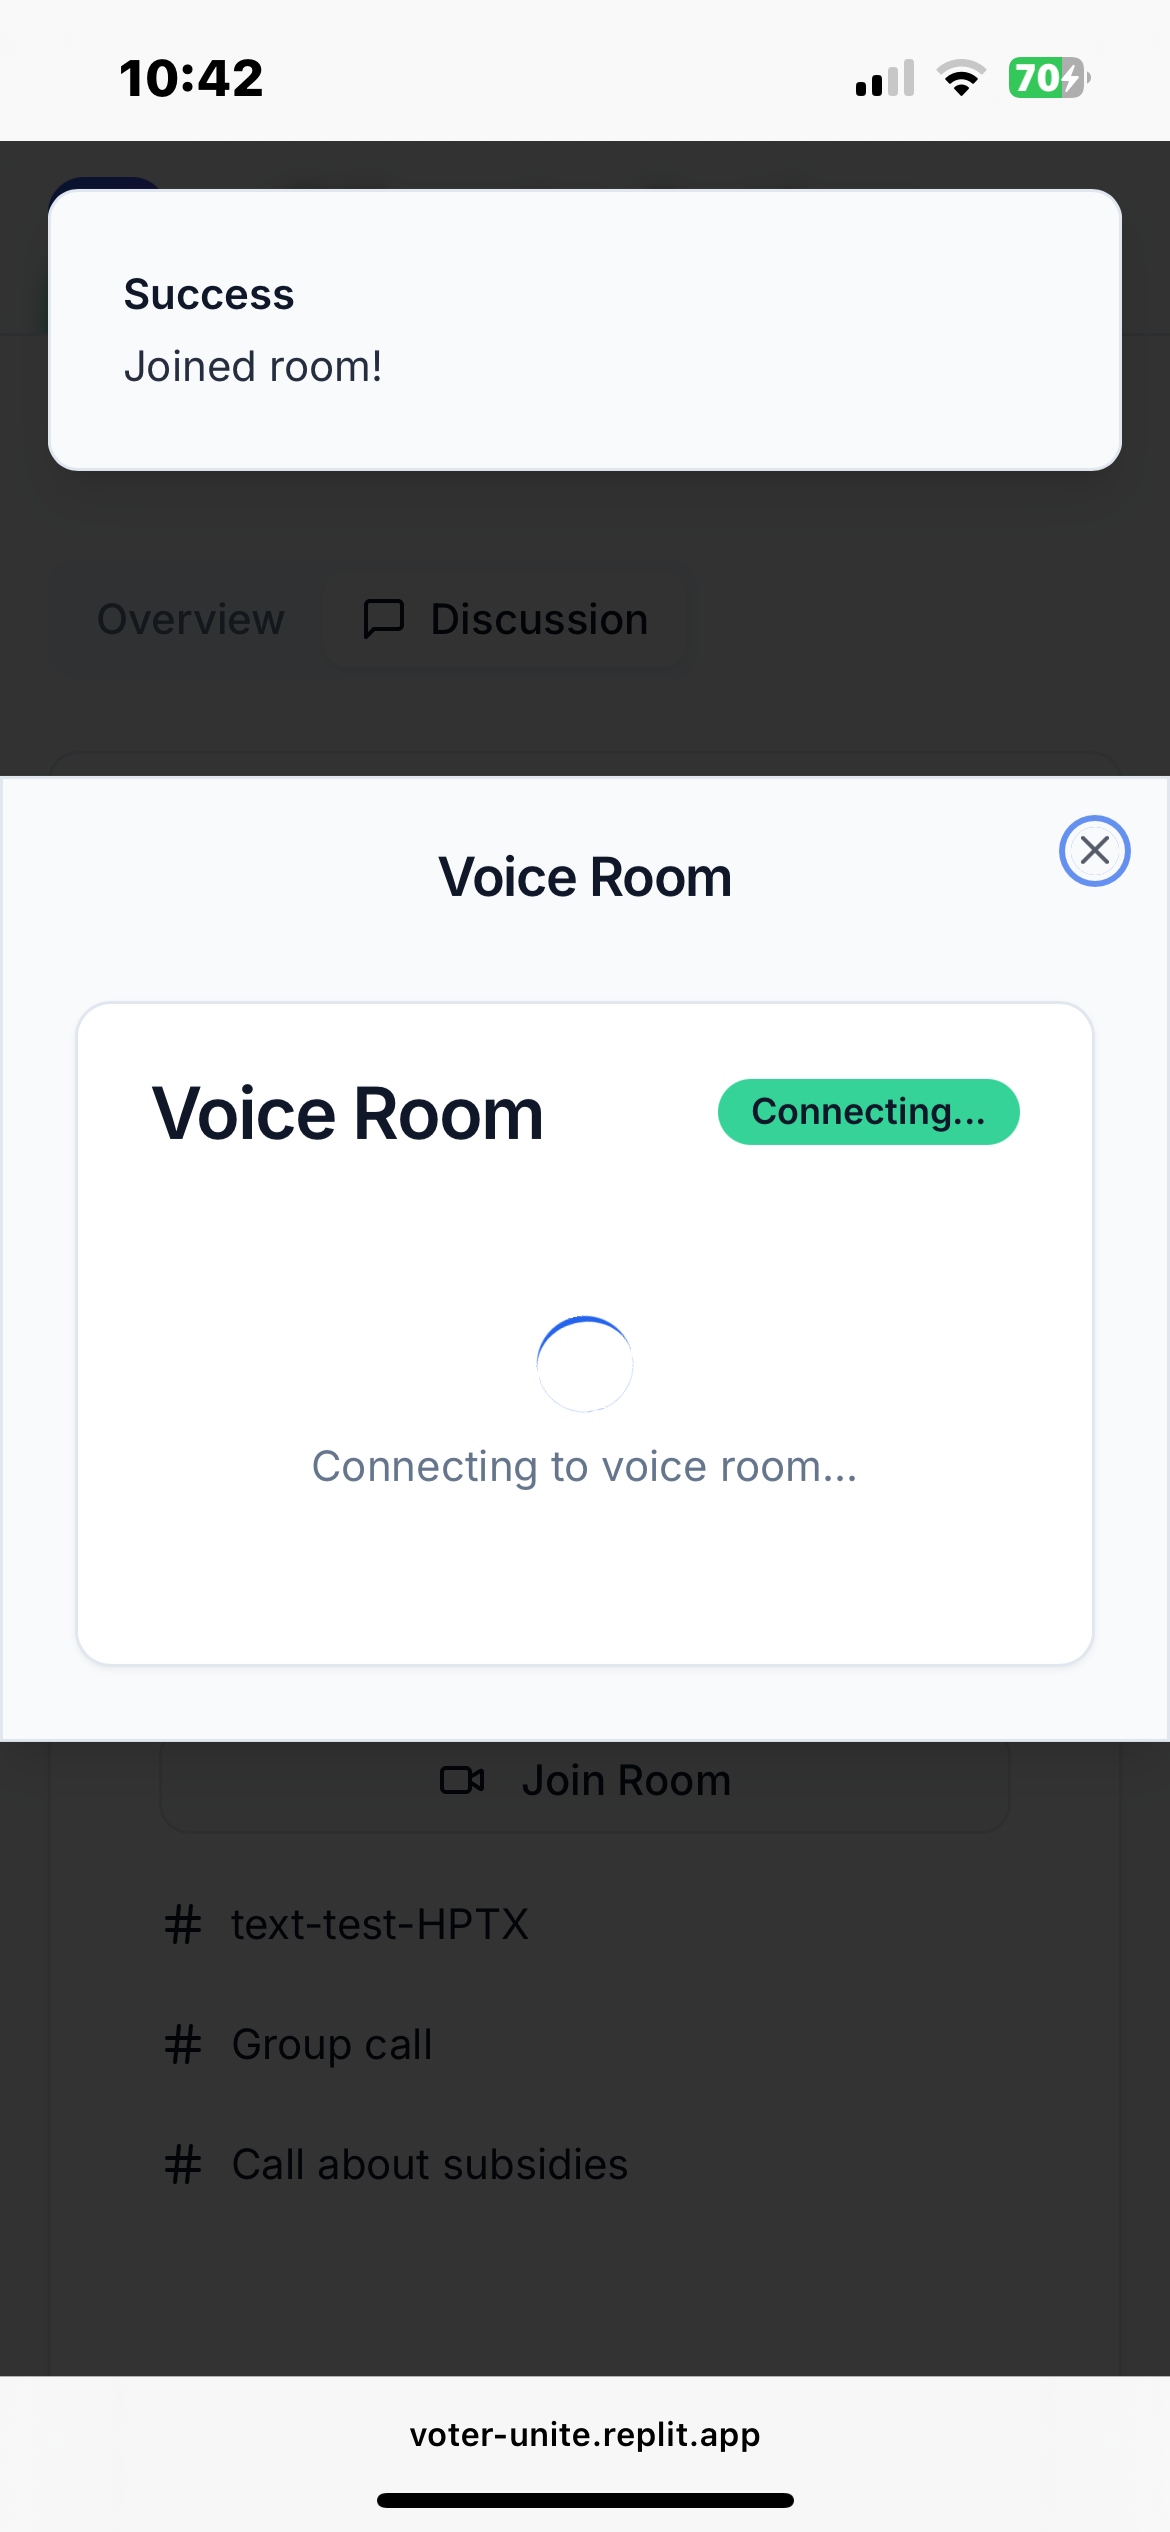 10:42
70
Success
Joined room!
Overview
Discussion
Voice Room
Voice Room
Connecting...
Connecting to voice room...
Join Room
# text-test-HPTX
# Group call
# Call about subsidies
voter-unite.replit.app